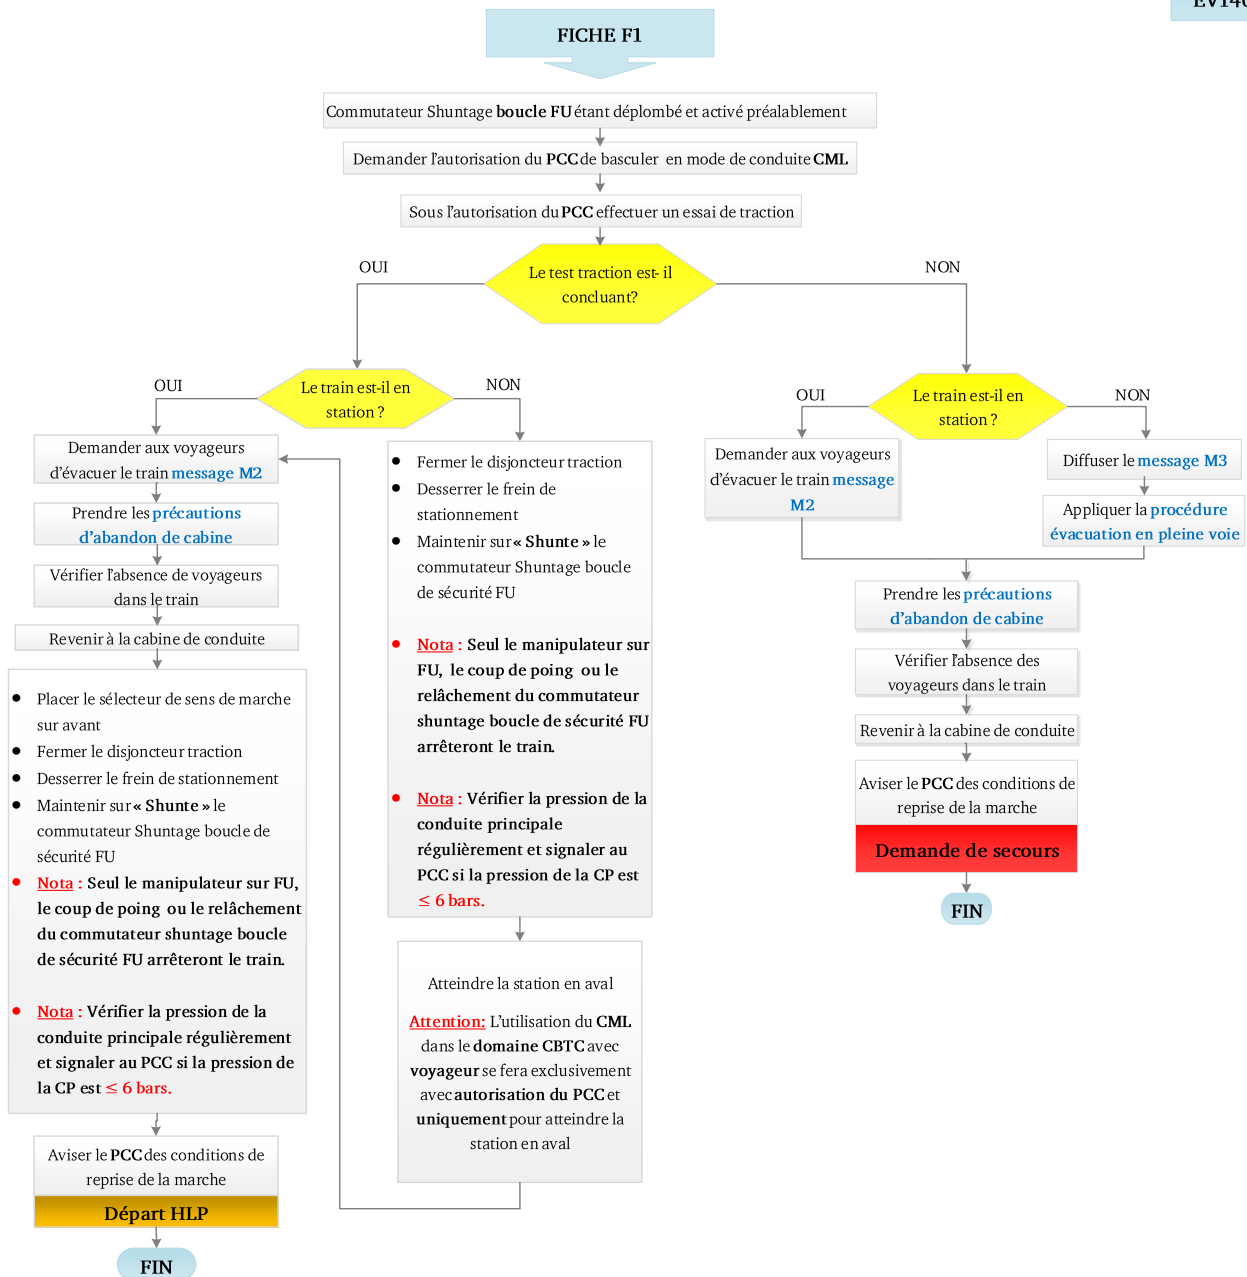 EV140
FICHE F1
Commutateur Shuntage boucle FU étant déplombé et activé préalablement
Demander l'autorisation du PCC de basculer en mode de conduite CML
Sous l'autorisation du PCC effectuer un essai de traction
Le test traction est- il
concluant?
OUI
NON
Le train est-il en
station ?
OUI
NON
Demander aux voyageurs
d'évacuer le train message M2
Prendre les précautions
d'abandon de cabine
Vérifier l'absence de voyageurs
dans le train
Revenir à la cabine de conduite
• Placer le sélecteur de sens de marche
sur avant
• Fermer le disjoncteur traction
• Desserrer le frein de stationnement
• Maintenir sur « Shunte » le
commutateur Shuntage boucle de
sécurité FU
• Nota : Seul le manipulateur sur FU,
le coup de poing ou le relâchement
du commutateur shuntage boucle
de sécurité FU arrêteront le train.
• Nota : Vérifier la pression de la
conduite principale régulièrement
et signaler au PCC si la pression de
la CP est ≤ 6 bars.
Aviser le PCC des conditions de
reprise de la marche
Départ HLP
FIN
• Fermer le disjoncteur traction
• Desserrer le frein de
stationnement
• Maintenir sur « Shunte » le
commutateur Shuntage boucle
de sécurité FU
• Nota : Seul le manipulateur sur
FU, le coup de poing ou le
relâchement du commutateur
shuntage boucle de sécurité FU
arrêteront le train.
• Nota : Vérifier la pression de la
conduite principale
régulièrement et signaler au
PCC si la pression de la CP est
≤ 6 bars.
Atteindre la station en aval
Attention: L'utilisation du CML
dans le domaine CBTC avec
voyageur se fera exclusivement
avec autorisation du PCC et
uniquement pour atteindre la
station en aval
Le train est-il en
station ?
OUI
NON
Demander aux voyageurs
d'évacuer le train message
M2
Diffuser le message M3
Appliquer la procédure
évacuation en pleine voie
Prendre les précautions
d'abandon de cabine
Vérifier l'absence des
voyageurs dans le train
Revenir à la cabine de conduite
Aviser le PCC des conditions de
reprise de la marche
Demande de secours
FIN